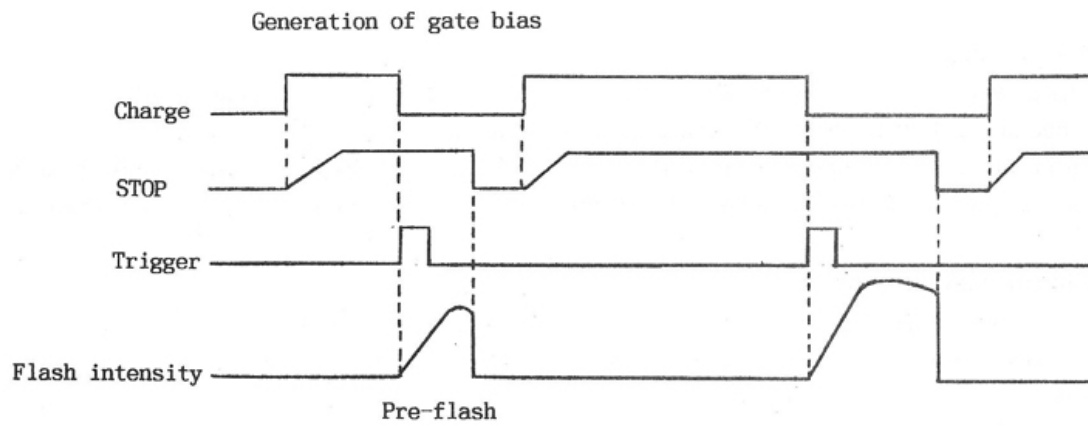 Generation of gate bias
Charge
STOP
Trigger
Flash intensity
Pre-flash